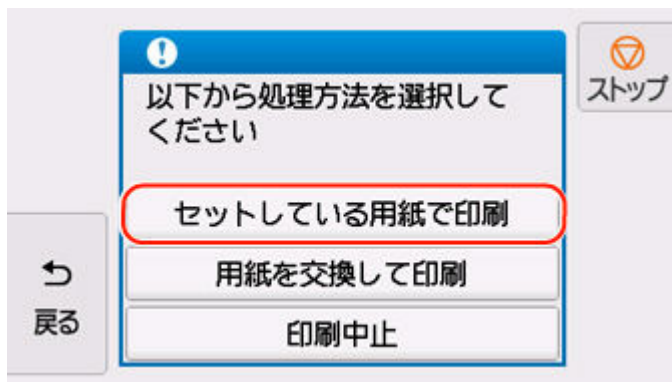 以下から処理方法を選択して
ください
ストップ
セットしている用紙で印刷
用紙を交換して印刷
戻る
印刷中止